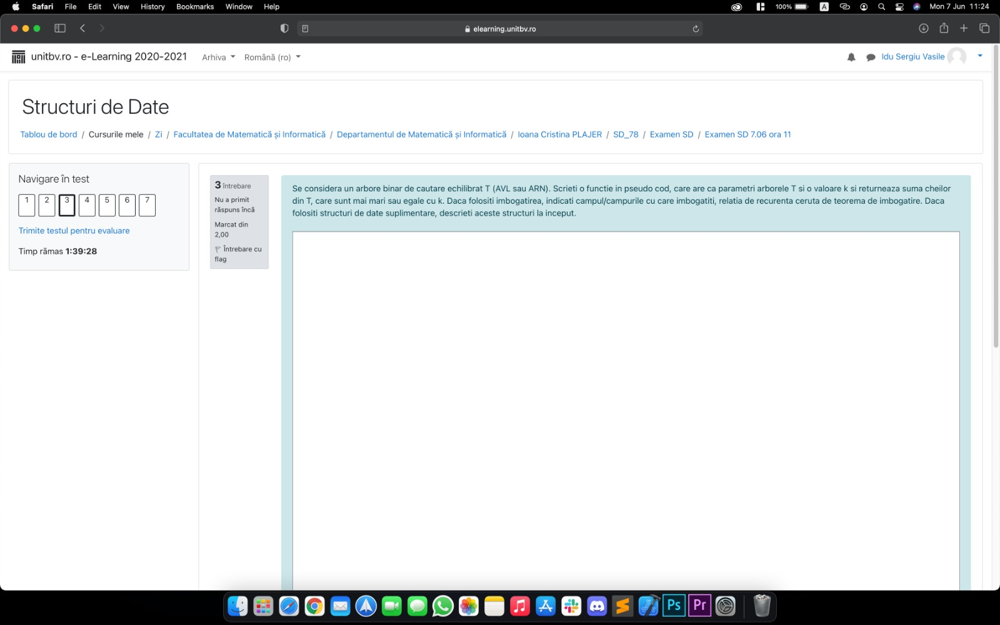 Safari File Edit View History Bookmarks Window Help 100% A Mon 7 Jun 11:24
elearning.unitbv.ro
unitbv.ro - e-Learning 2020-2021 Arhiva Română (ro) Idu Sergiu Vasile
Structuri de Date
Tablou de bord / Cursurile mele / Zi / Facultatea de Matematică și Informatică / Departamentul de Matematică și Informatică / Ioana Cristina PLAJER / SD_78 / Examen SD / Examen SD 7.06 ora 11
Navigare în test
1 2 3 4 5 6 7
Trimite testul pentru evaluare
Timp rămas 1:39:28
3 întrebare
Nu a primit
răspuns încă
Marcat din
2,00
Întrebare cu
flag
Se considera un arbore binar de cautare echilibrat T (AVL sau ARN). Scrieti o functie in pseudo cod, care are ca parametri arborele T si o valoare k si returneaza suma cheilor
din T, care sunt mai mari sau egale cu k. Daca folositi imbogatirea, indicati campul/campurile cu care imbogatiti, relatia de recurenta ceruta de teorema de imbogatire. Daca
folositi structuri de date suplimentare, descrieti aceste structuri la inceput.
Ps Pr